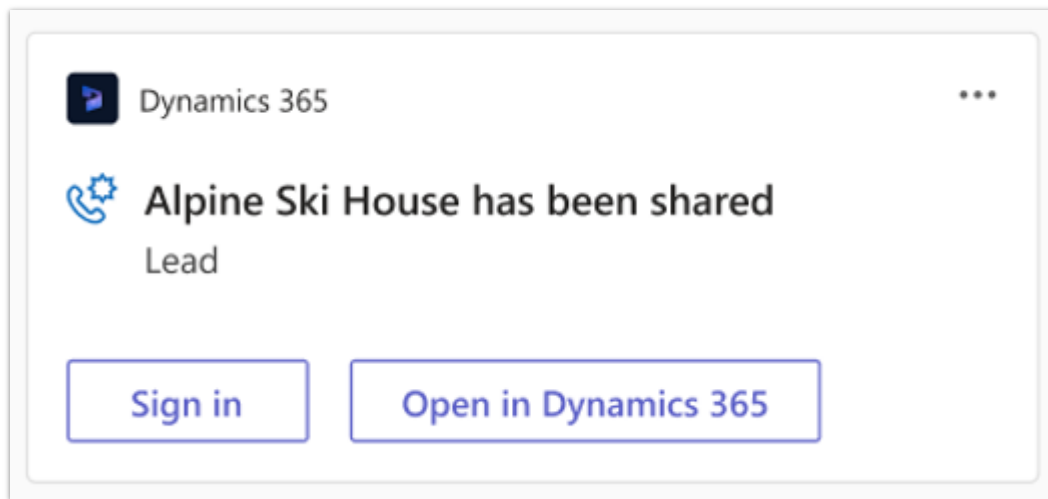 Dynamics 365
Alpine Ski House has been shared
Lead
Sign in
Open in Dynamics 365